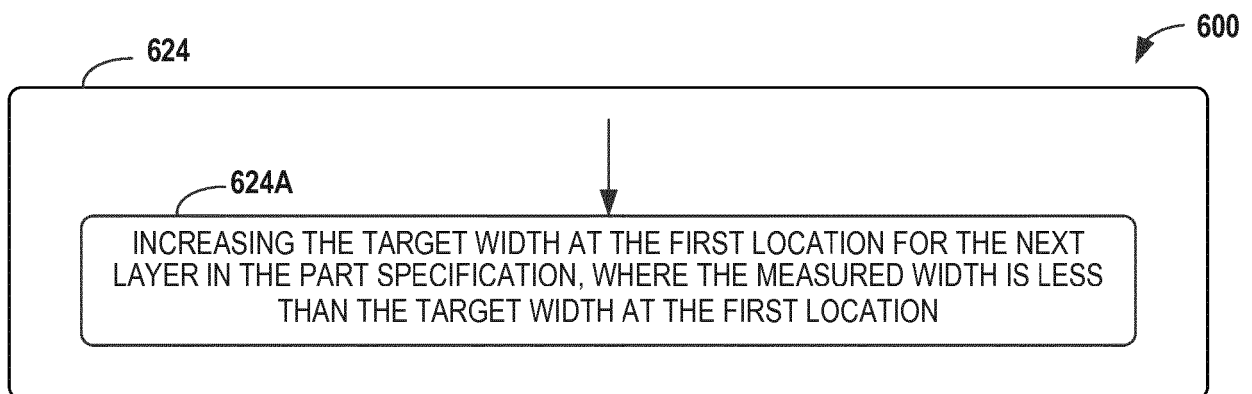 600
624
624A
INCREASING THE TARGET WIDTH AT THE FIRST LOCATION FOR THE NEXT
LAYER IN THE PART SPECIFICATION, WHERE THE MEASURED WIDTH IS LESS
THAN THE TARGET WIDTH AT THE FIRST LOCATION